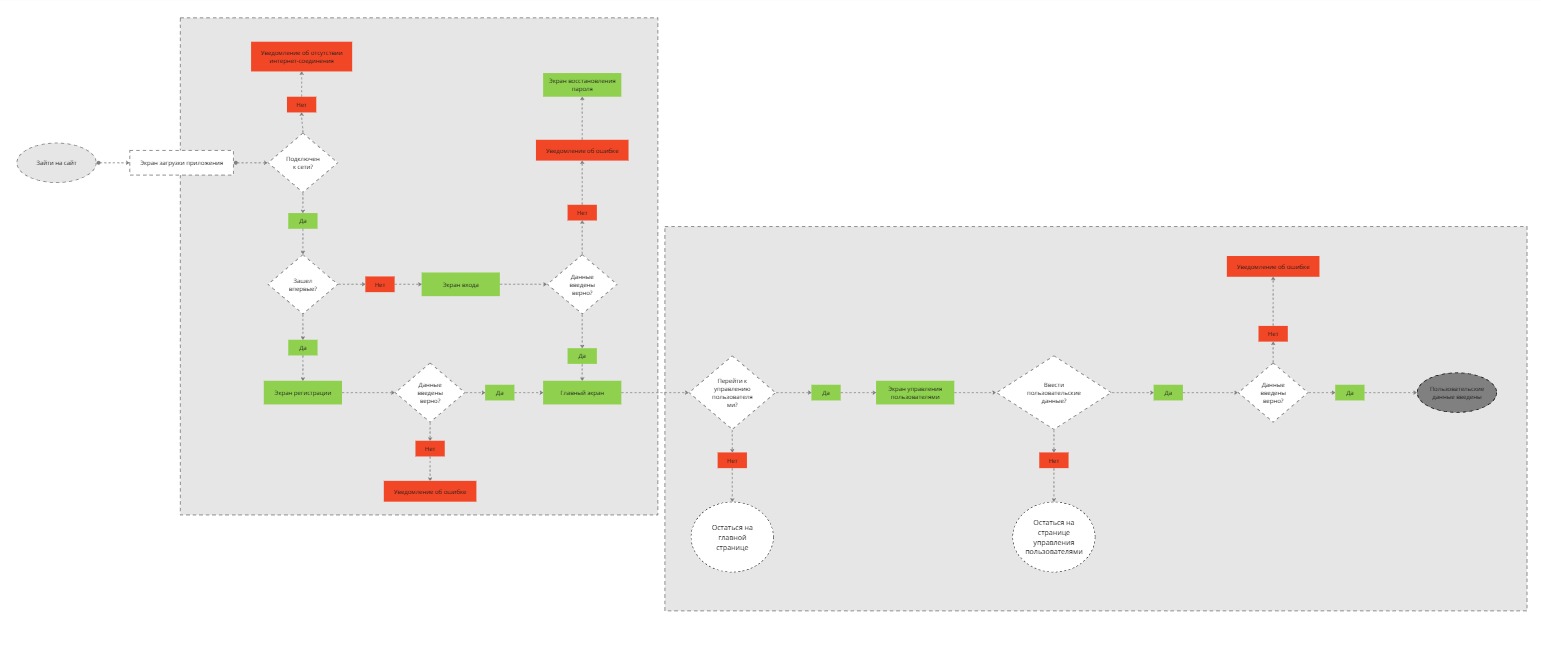 Уведомление об отсутствии
интернет-соединения
Нет
Экран восстановления
пароля
Уведомление об ошибке
Зайти на сайт
Экран загрузки приложения
Подключен
к сети?
Да
Нет
Зашел
впервые?
Нет
Экран входа
Данные
введены
верно?
Да
Да
Экран регистрации
Данные
введены
верно?
Да
Главный экран
Нет
Уведомление об ошибке
Перейти к
управлению
пользователя
ми?
Да
Экран управления
пользователями
Ввести
пользовательские
данные?
Да
Уведомление об ошибке
Нет
Данные
введены
верно?
Да
Пользовательские
данные введены
Нет
Остаться на
главной
странице
Нет
Остаться на
странице
управления
пользователями